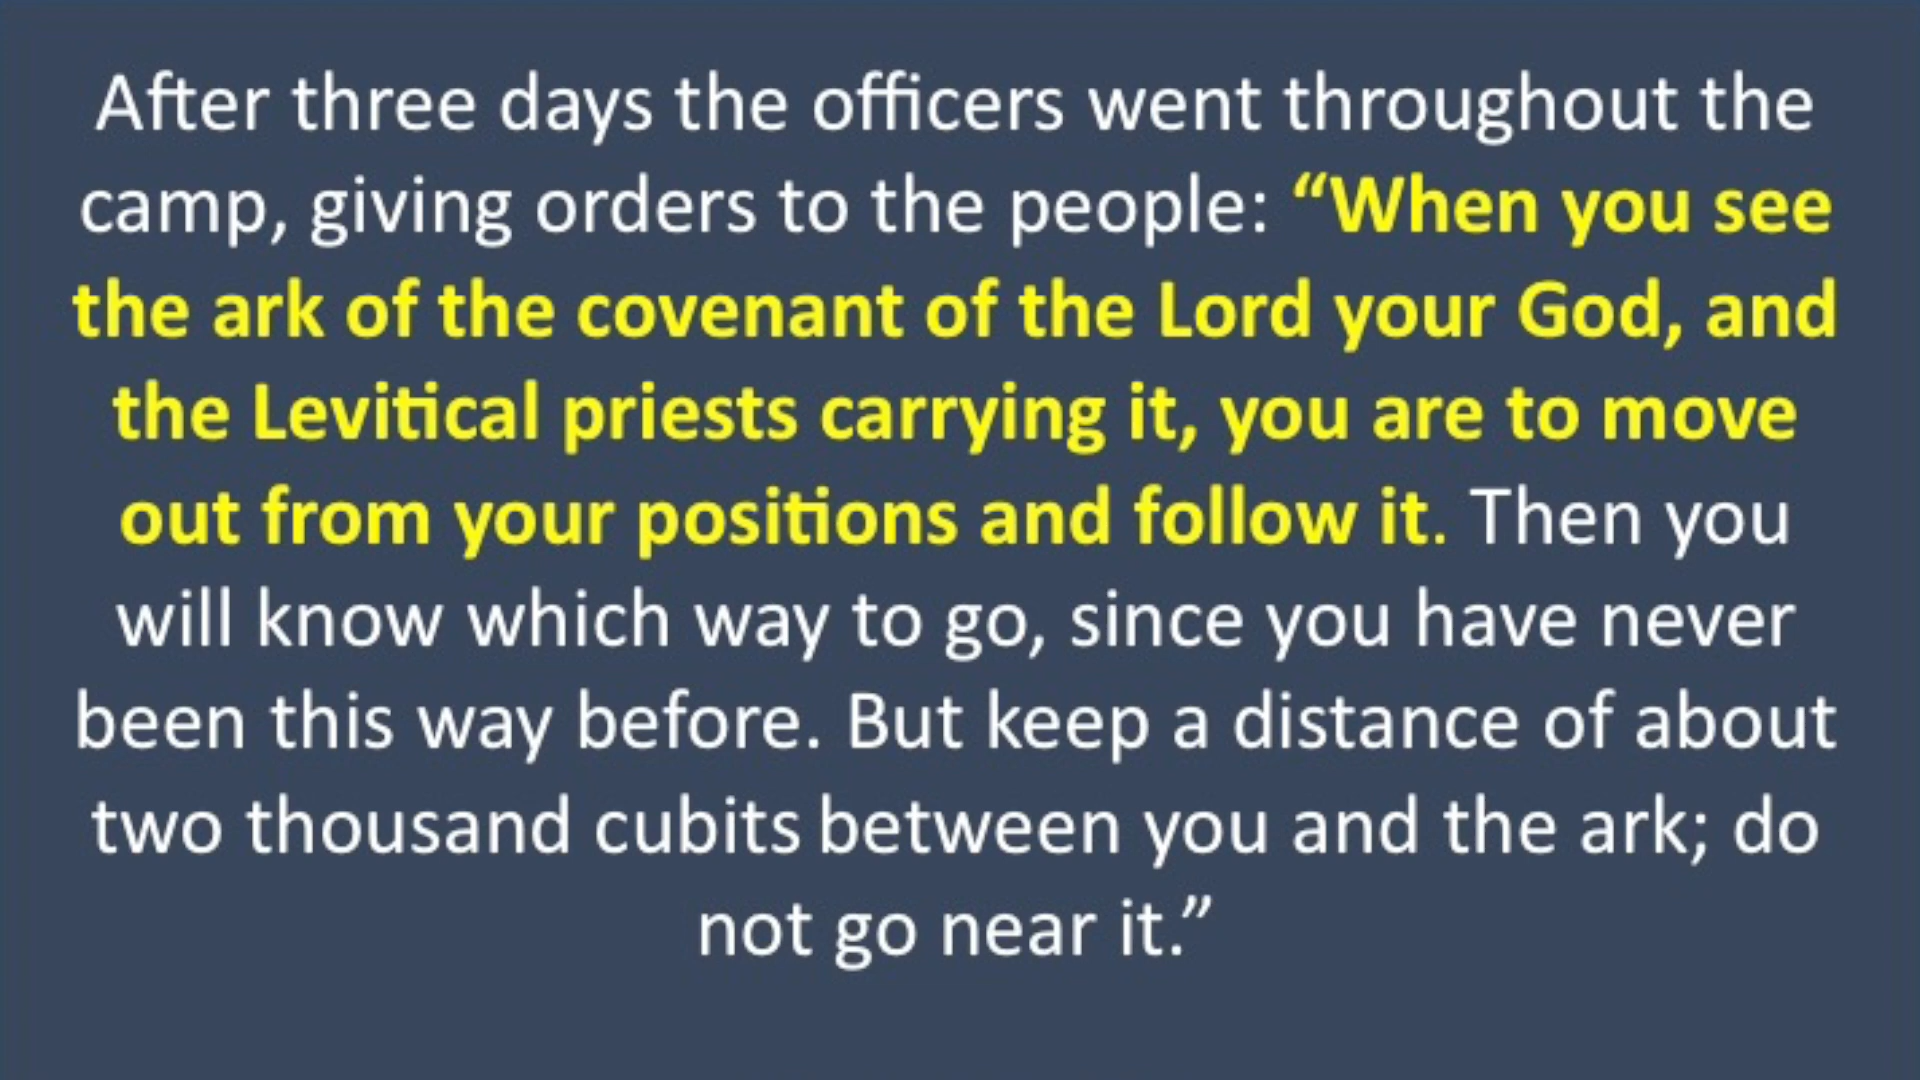 After three days the officers went throughout the
camp, giving orders to the people: “When you see
the ark of the covenant of the Lord your God, and
the Levitical priests carrying it, you are to move
out from your positions and follow it. Then you
will know which way to go, since you have never
been this way before. But keep a distance of about
two thousand cubits between you and the ark; do
not go near it.”